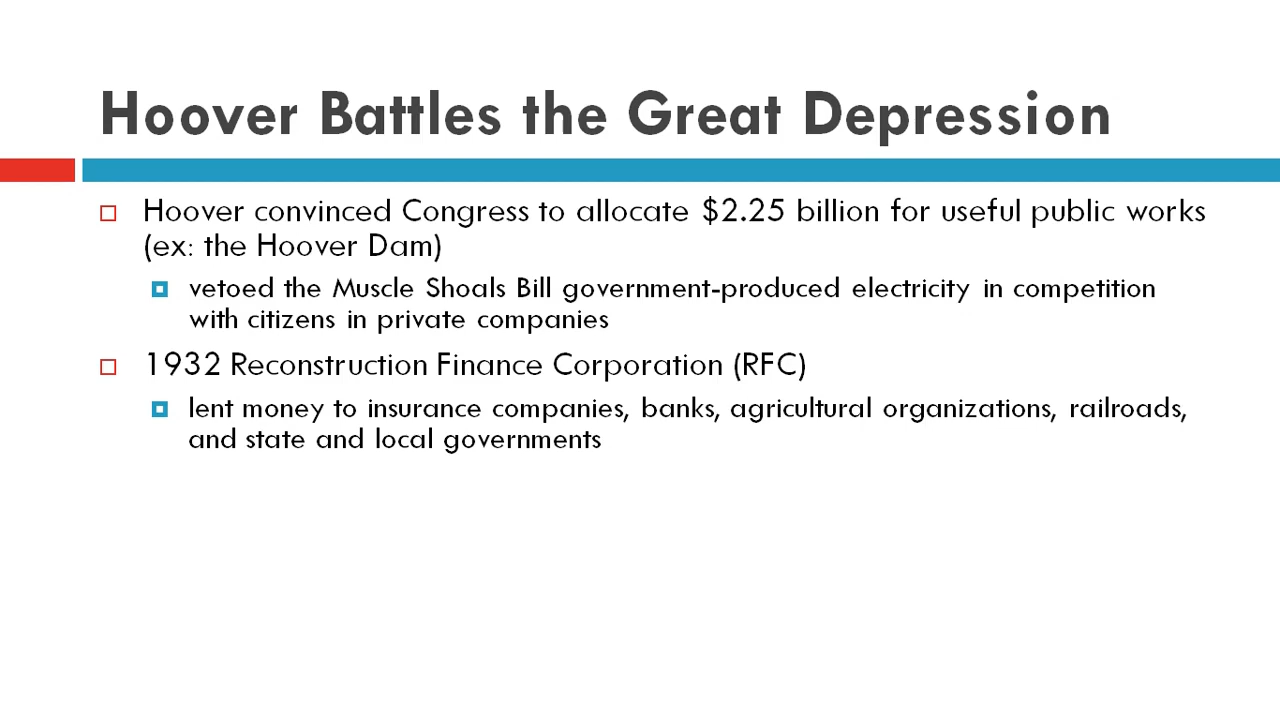 Hoover Battles the Great Depression
Hoover convinced Congress to allocate $2.25 billion for useful public works
(ex: the Hoover Dam)
vetoed the Muscle Shoals Bill government-produced electricity in competition
with citizens in private companies
1932 Reconstruction Finance Corporation (RFC)
lent money to insurance companies, banks, agricultural organizations, railroads,
and state and local governments